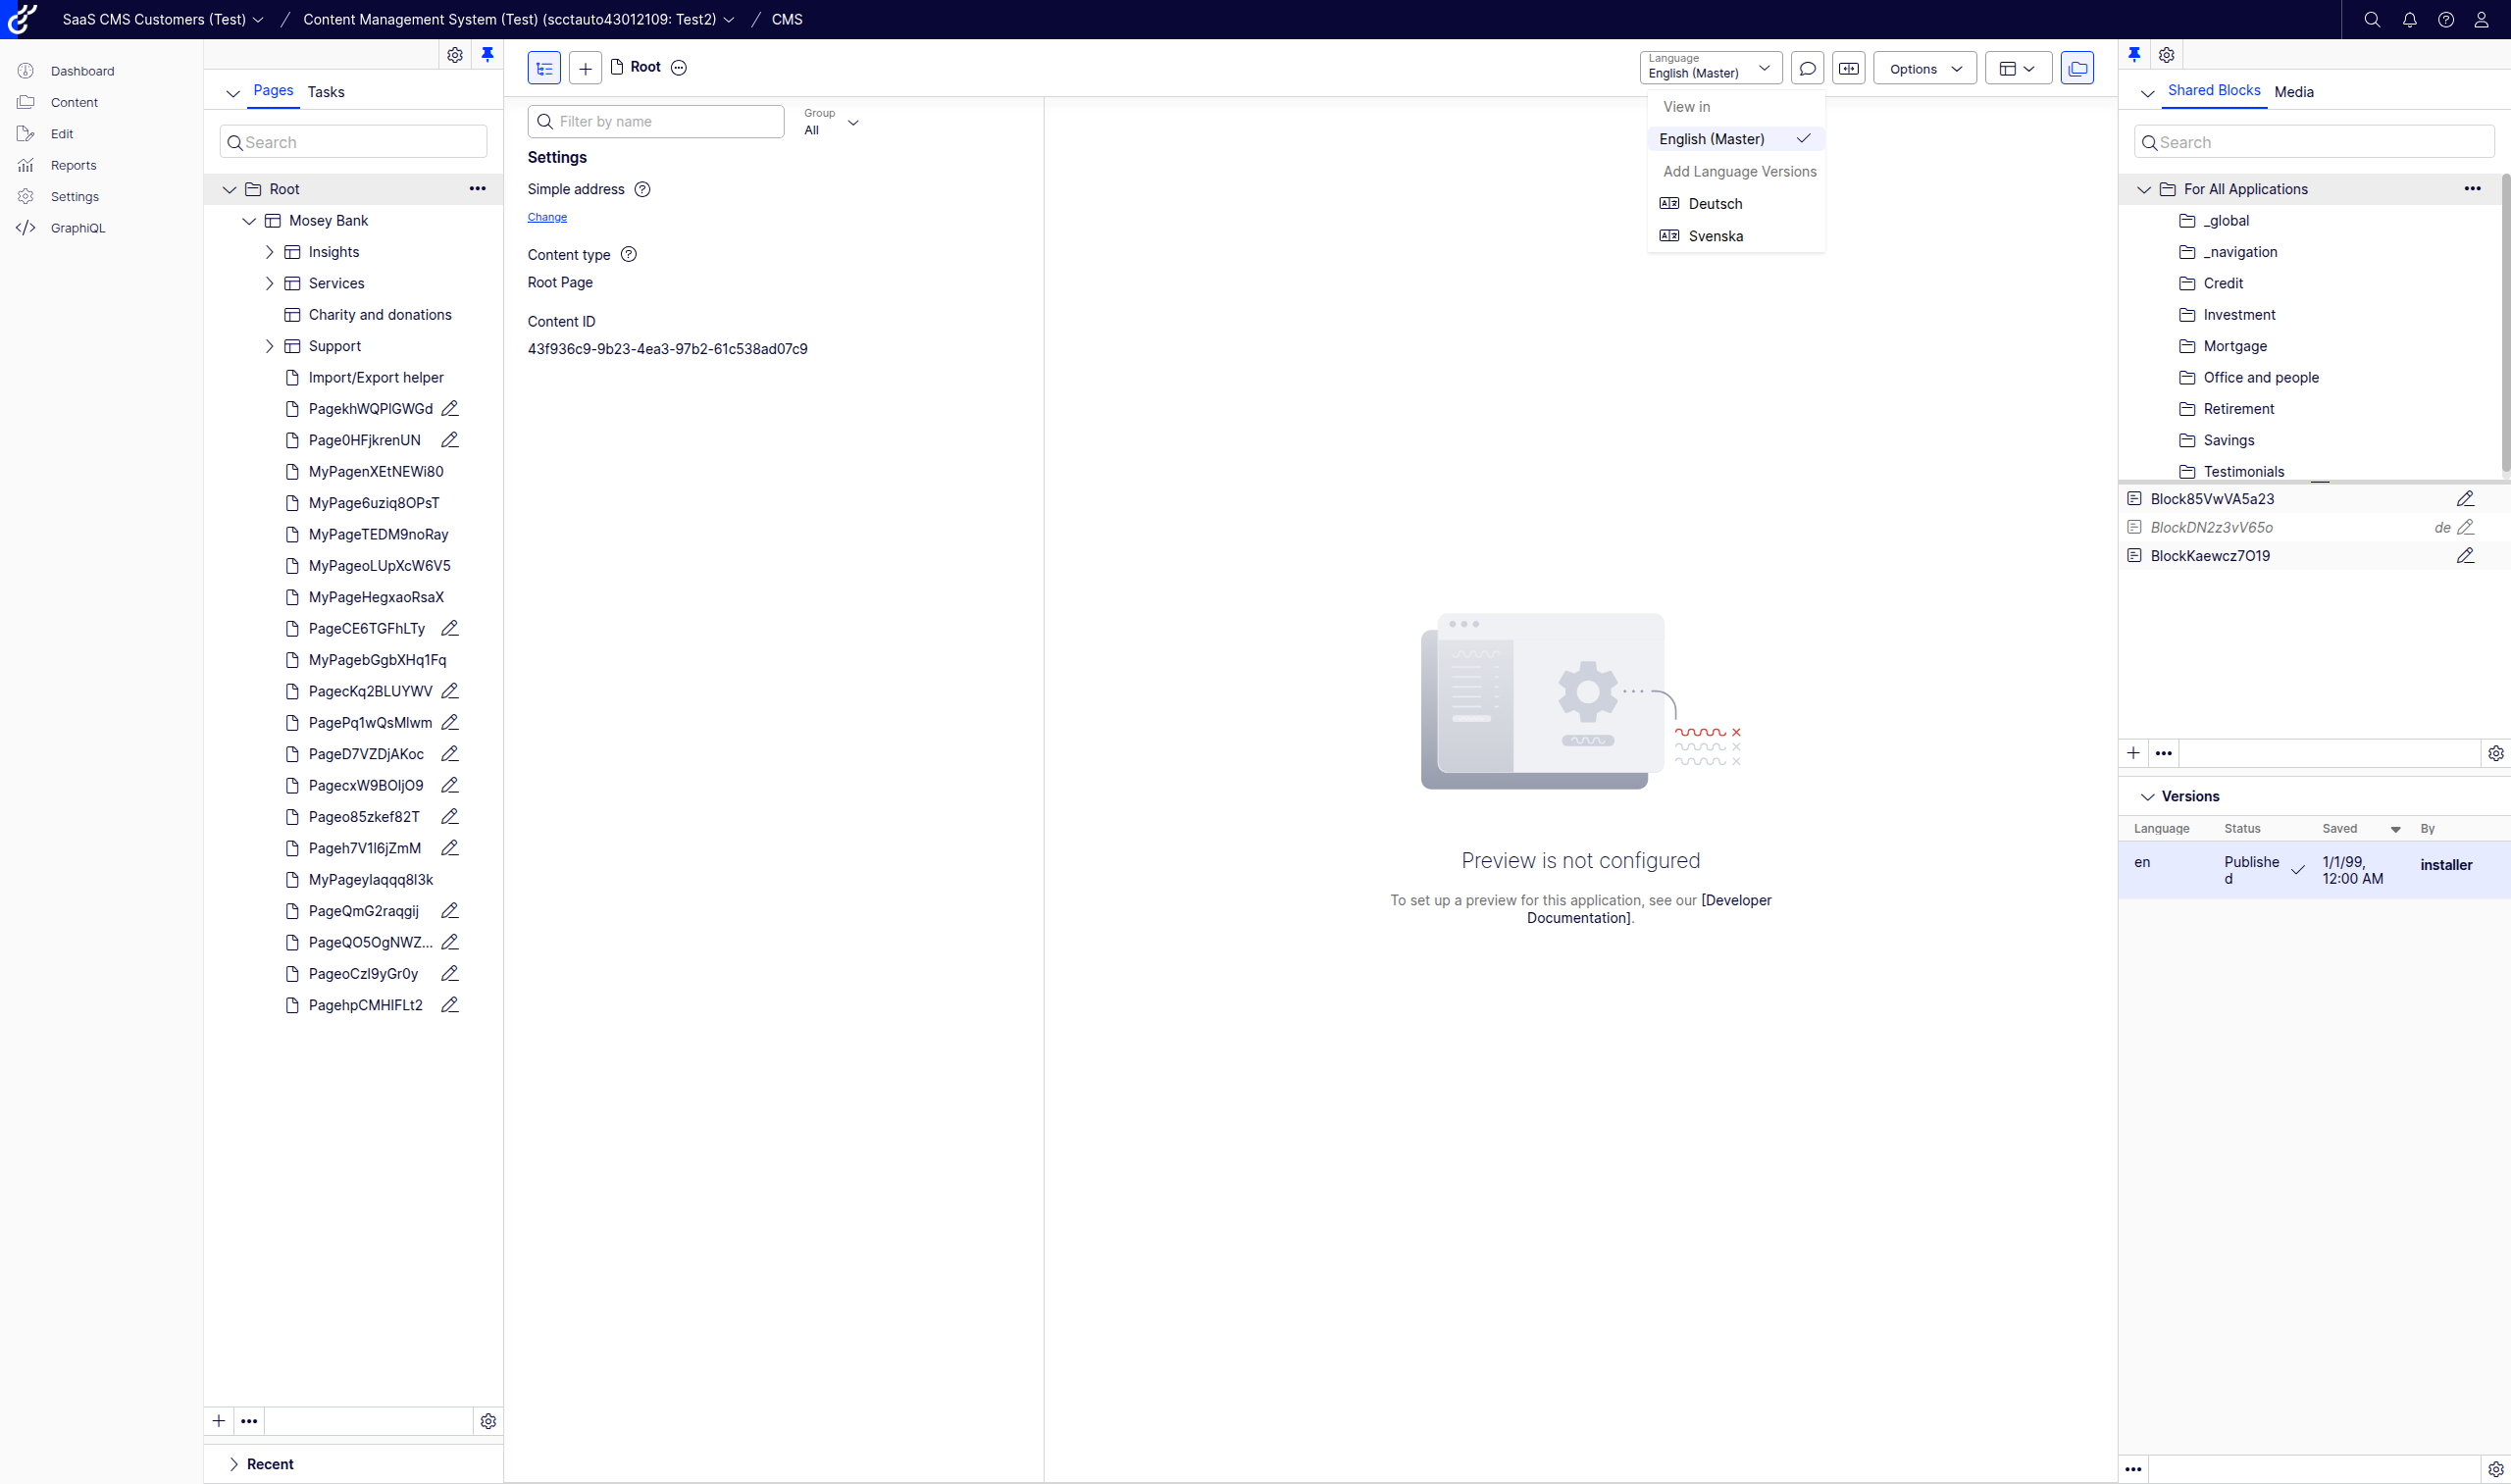 SaaS CMS Customers (Test) / Content Management System (Test) (scctauto43012109: Test2) / CMS
Dashboard
Content
Edit
Reports
Settings
GraphiQL
Pages Tasks
Search
Root
Mosey Bank
Insights
Services
Charity and donations
Support
Import/Export helper
PagekhWQPIGWGd
Page0HFjkrenUN
MyPagenXEtNEWi80
MyPage6uziq8OPsT
MyPageTEDM9noRay
MyPageoLUpXcW6V5
MyPageHegxaoRsaX
PageCE6TGFhLTy
MyPagebGgbXHq1Fq
PagecKq2BLUYWV
PagePq1wQsMlwm
PageD7VZDjAKoc
PagecxW9BOljO9
Pageo85zkef82T
Pageh7V1I6jZmM
MyPageylaqqq8I3k
PageQmG2raqgij
PageQO5OgNWZ...
PageoCzl9yGr0y
PagehpCMHIFLt2
Recent
Root
Language
English (Master)
Options
View in
English (Master)
Add Language Versions
Deutsch
Svenska
Filter by name
Group
All
Settings
Simple address
Change
Content type
Root Page
Content ID
43f936c9-9b23-4ea3-97b2-61c538ad07c9
Preview is not configured
To set up a preview for this application, see our [Developer
Documentation].
Shared Blocks Media
Search
For All Applications
_global
_navigation
Credit
Investment
Mortgage
Office and people
Retirement
Savings
Testimonials
Block85VwVA5a23
BlockDN2z3vV65o de
BlockKaewcz7O19
Versions
Language Status Saved By
en Publishe 1/1/99, installer
d 12:00 AM